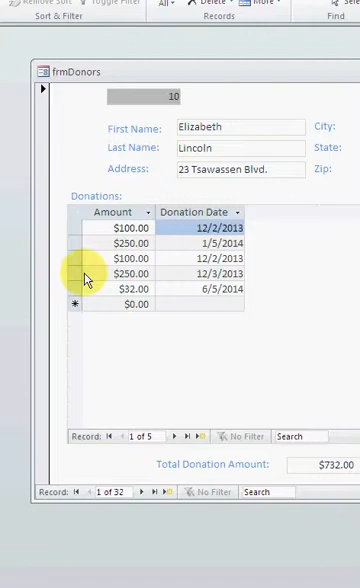 Remove Sort Toggle Filter
All Delete More
Sort & Filter Records Find
frmDonors
10
First Name: Elizabeth City:
Last Name: Lincoln State:
Address: 23 Tsawassen Blvd. Zip:
Donations:
Amount Donation Date
$100.00 12/2/2013
$250.00 1/5/2014
$100.00 12/2/2013
$250.00 12/3/2013
$32.00 6/5/2014
$0.00
Record: 1 of 5 No Filter Search
Total Donation Amount: $732.00
Record: 1 of 32 No Filter Search